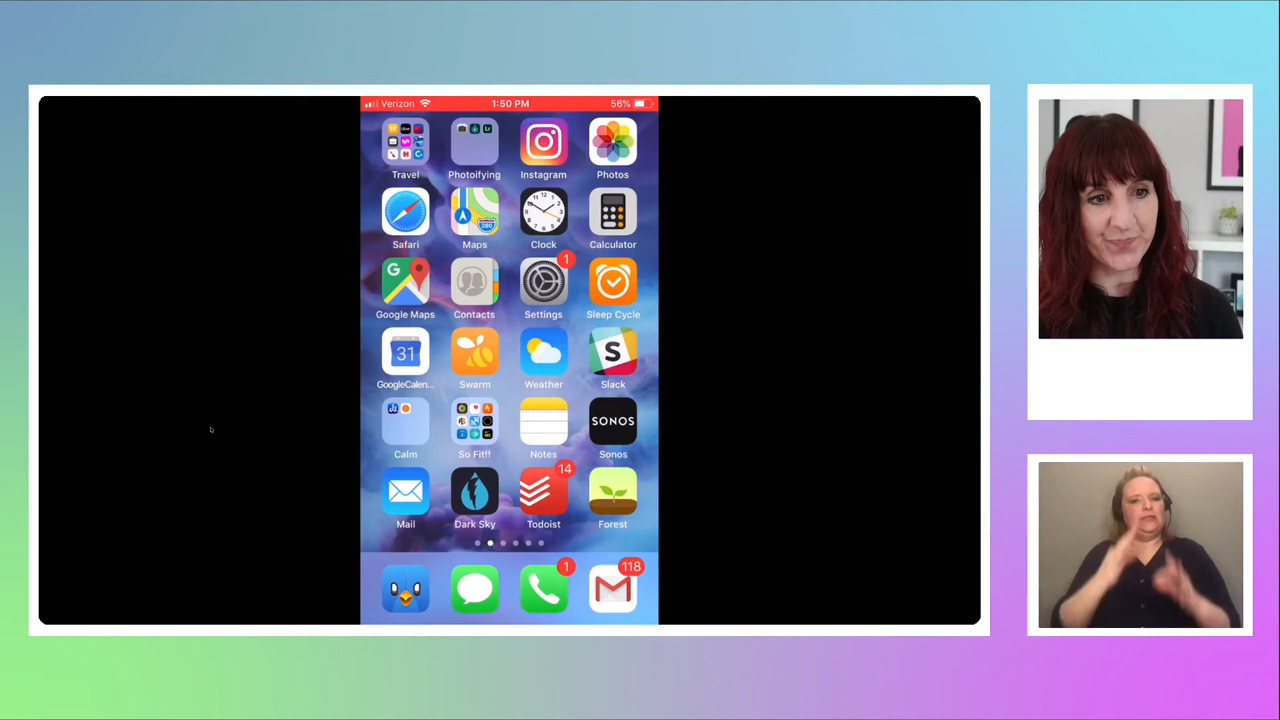 Verizon 1:50 PM 56%
Travel Photoifying Instagram Photos
280
Safari Maps Clock Calculator
G 1
Google Maps Contacts Settings Sleep Cycle
31 S
GoogleCalen... Swarm Weather Slack
SONOS
Calm So Fit!! Notes Sonos
14
Mail Dark Sky Todoist Forest
1 118